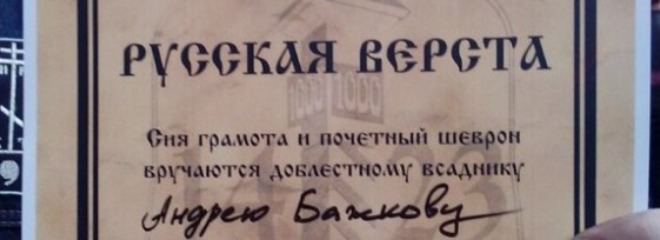 РУССКАЯ ВЕРСТА
1000 1000
Сия грамота и почетный шеврон
вручаются доблестному всаднику
Андрею Бажкову